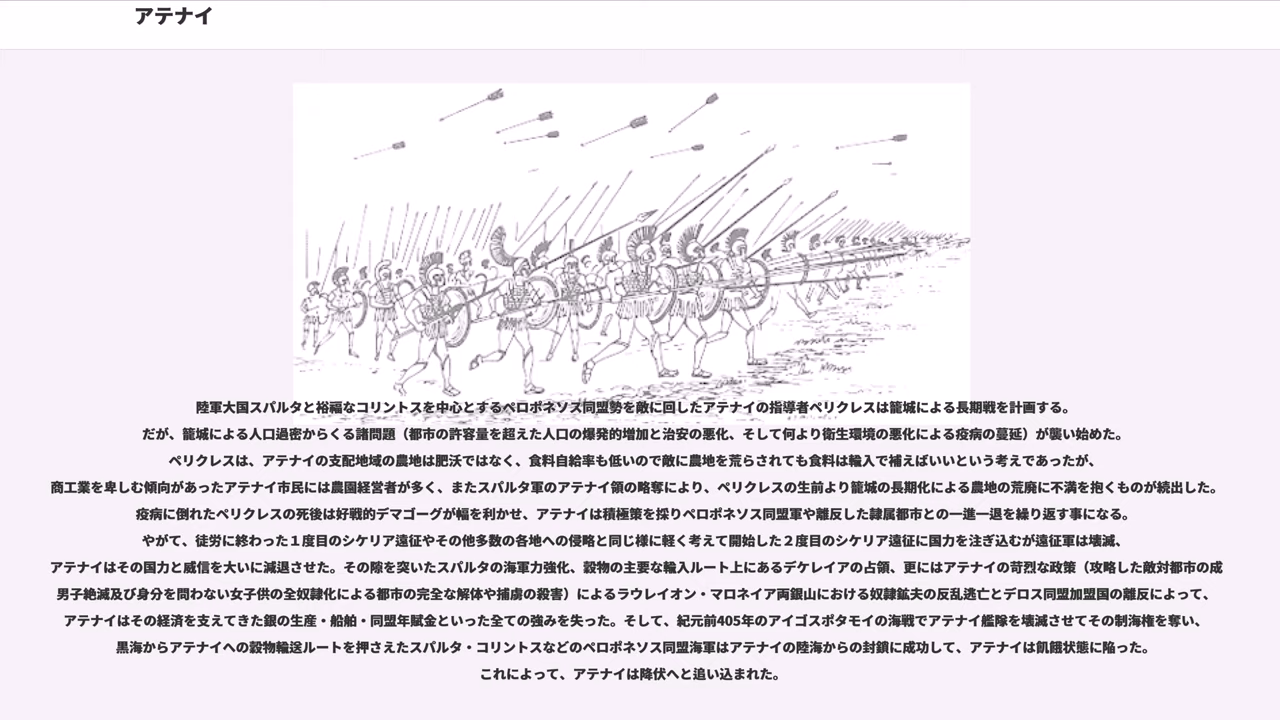 アテナイ
陸軍大国スパルタと裕福なコリントスを中心とするペロポネソス同盟勢を敵に回したアテナイの指導者ペリクレスは籠城による長期戦を計画する。
だが、籠城による人口過密からくる諸問題（都市の許容量を超えた人口の爆発的増加と治安の悪化、そして何より衛生環境の悪化による疫病の蔓延）が襲い始めた。
ペリクレスは、アテナイの支配地域の農地は肥沃ではなく、食料自給率も低いので敵に農地を荒らされても食料は輸入で補えばいいという考えであったが、
商工業を卑しむ傾向があったアテナイ市民には農園経営者が多く、またスパルタ軍のアテナイ領の略奪により、ペリクレスの生前より籠城の長期化による農地の荒廃に不満を抱くものが続出した。
疫病に倒れたペリクレスの死後は好戦的デマゴーグが幅を利かせ、アテナイは積極策を採りペロポネソス同盟軍や離反した隷属都市との一進一退を繰り返す事になる。
やがて、徒労に終わった１度目のシケリア遠征やその他多数の各地への侵略と同じ様に軽く考えて開始した２度目のシケリア遠征に国力を注ぎ込むが遠征軍は壊滅、
アテナイはその国力と威信を大いに減退させた。その隙を突いたスパルタの海軍力強化、穀物の主要な輸入ルート上にあるデケレイアの占領、更にはアテナイの苛烈な政策（攻略した敵対都市の成
男子絶滅及び身分を問わない女子供の全奴隷化による都市の完全な解体や捕虜の殺害）によるラウレイオン・マロネイア両銀山における奴隷鉱夫の反乱逃亡とデロス同盟加盟国の離反によって、
アテナイはその経済を支えてきた銀の生産・船舶・同盟年賦金といった全ての強みを失った。そして、紀元前405年のアイゴスポタモイの海戦でアテナイ艦隊を壊滅させてその制海権を奪い、
黒海からアテナイへの穀物輸送ルートを押さえたスパルタ・コリントスなどのペロポネソス同盟海軍はアテナイの陸海からの封鎖に成功して、アテナイは飢餓状態に陥った。
これによって、アテナイは降伏へと追い込まれた。